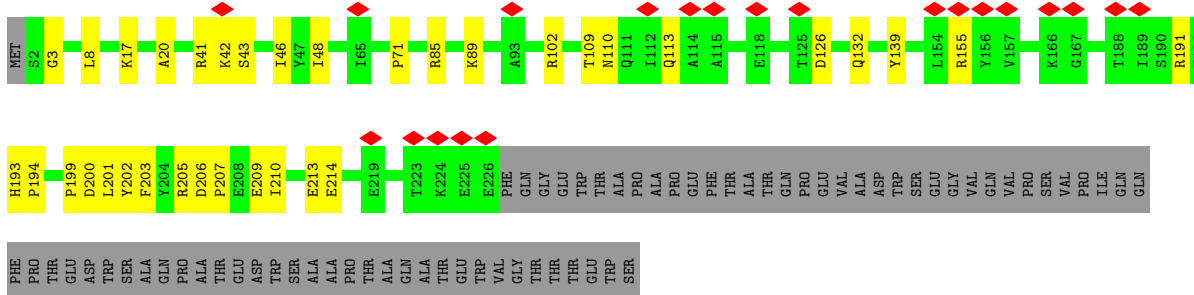 MET S2 G3 L8 K17 A20 R41 K42 S43 I46 Y47 I48 I65 P71 R85 K89 A93 R102 T109 N110 Q111 I112 Q113 A114 A115 E118 T125 D126 Q132 Y139 L154 R155 Y156 V157 K166 G167 T188 I189 S190 R191
H193 P194 P199 D200 L201 Y202 F203 Y204 R205 D206 P207 E208 E209 I210 E213 E214 E219 T223 K224 E225 E226 PHE GLN GLY GLU TRP THR ALA PRO ALA PRO GLU PHE THR ALA THR GLN PRO GLU VAL ALA ASP TRP SER GLU GLY VAL GLN VAL PRO SER VAL PRO ILE GLN GLN
PHE PRO THR GLU ASP TRP SER ALA GLN PRO ALA THR GLU ASP TRP SER ALA ALA PRO THR ALA GLN ALA THR GLU TRP VAL GLY THR THR THR GLU TRP SER